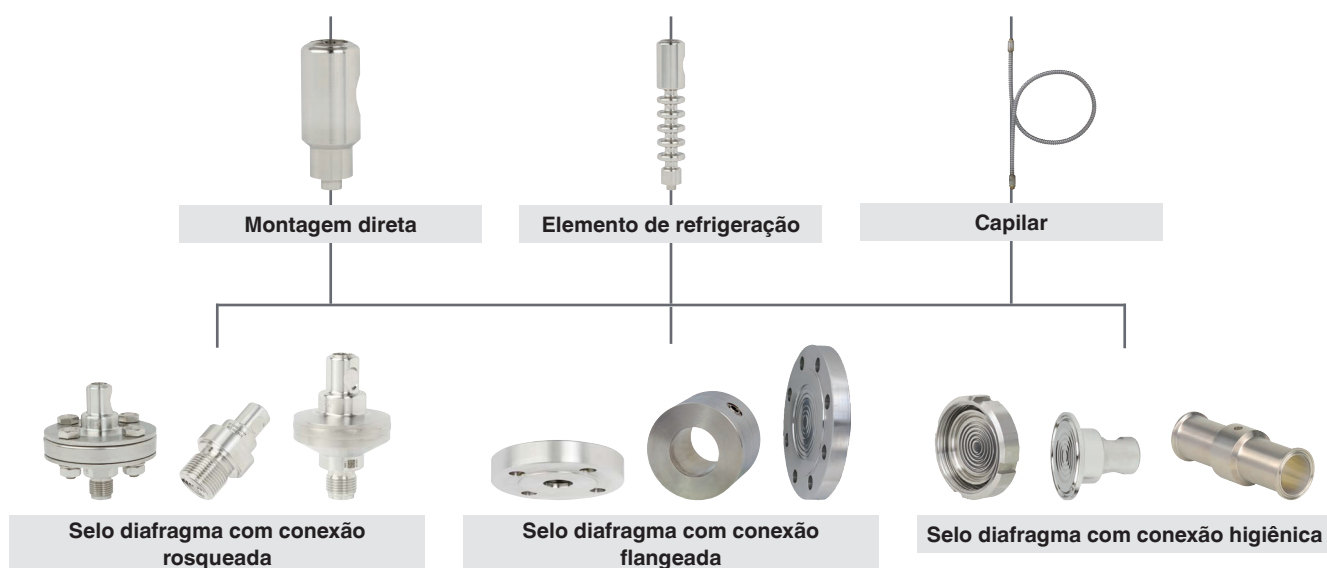 Montagem direta
Elemento de refrigeração
Capilar
Selo diafragma com conexão
rosqueada
Selo diafragma com conexão
flangeada
Selo diafragma com conexão higiênica